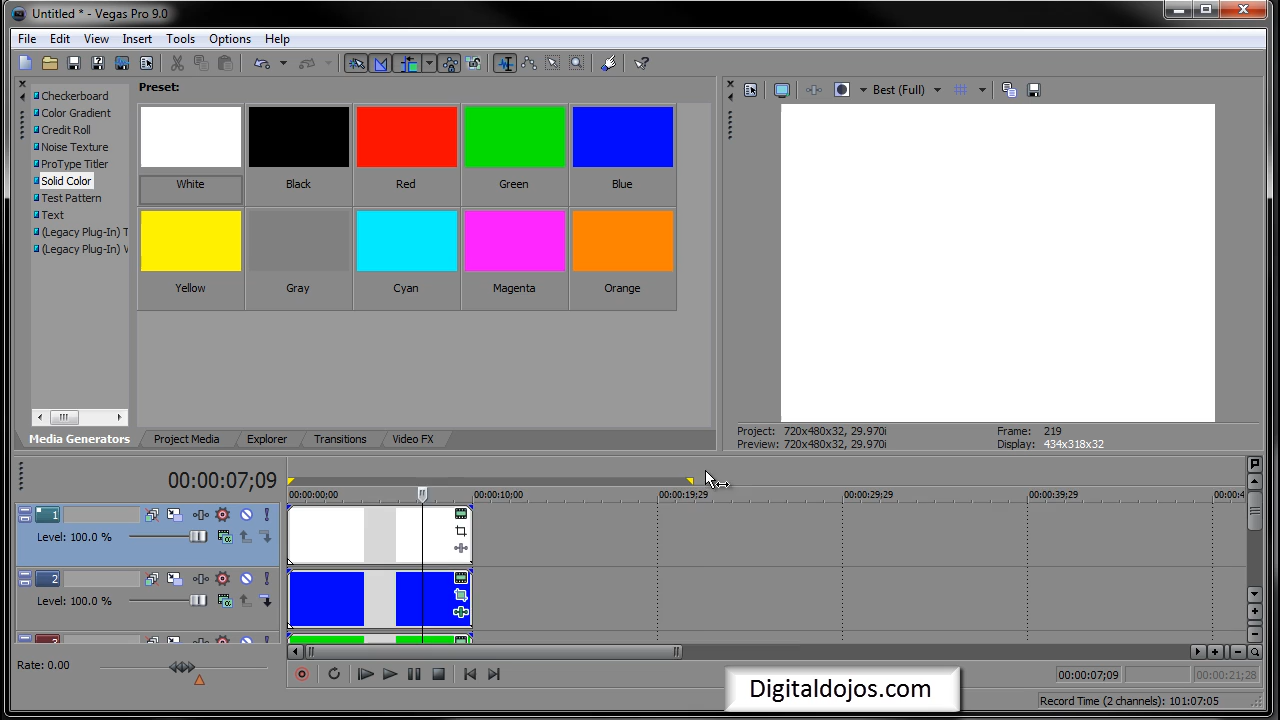 Untitled * - Vegas Pro 9.0
File Edit View Insert Tools Options Help
Preset:
Checkerboard
Color Gradient
Credit Roll
Noise Texture
ProType Titler
Solid Color
Test Pattern
Text
(Legacy Plug-In) T
(Legacy Plug-In) V
White Black Red Green Blue
Yellow Gray Cyan Magenta Orange
Media Generators Project Media Explorer Transitions Video FX
Best (Full)
Project: 720x480x32, 29.970i Frame: 219
Preview: 720x480x32, 29.970i Display: 434x318x32
00:00:07;09
00:00:00;00 00:00:10;00 00:00:19;29 00:00:29;29 00:00:39;29 00:00:4
1
Level: 100.0 %
2
Level: 100.0 %
3
Rate: 0.00
00:00:07;09 00:00:21;28
Digitaldojos.com
Record Time (2 channels): 101:07:05